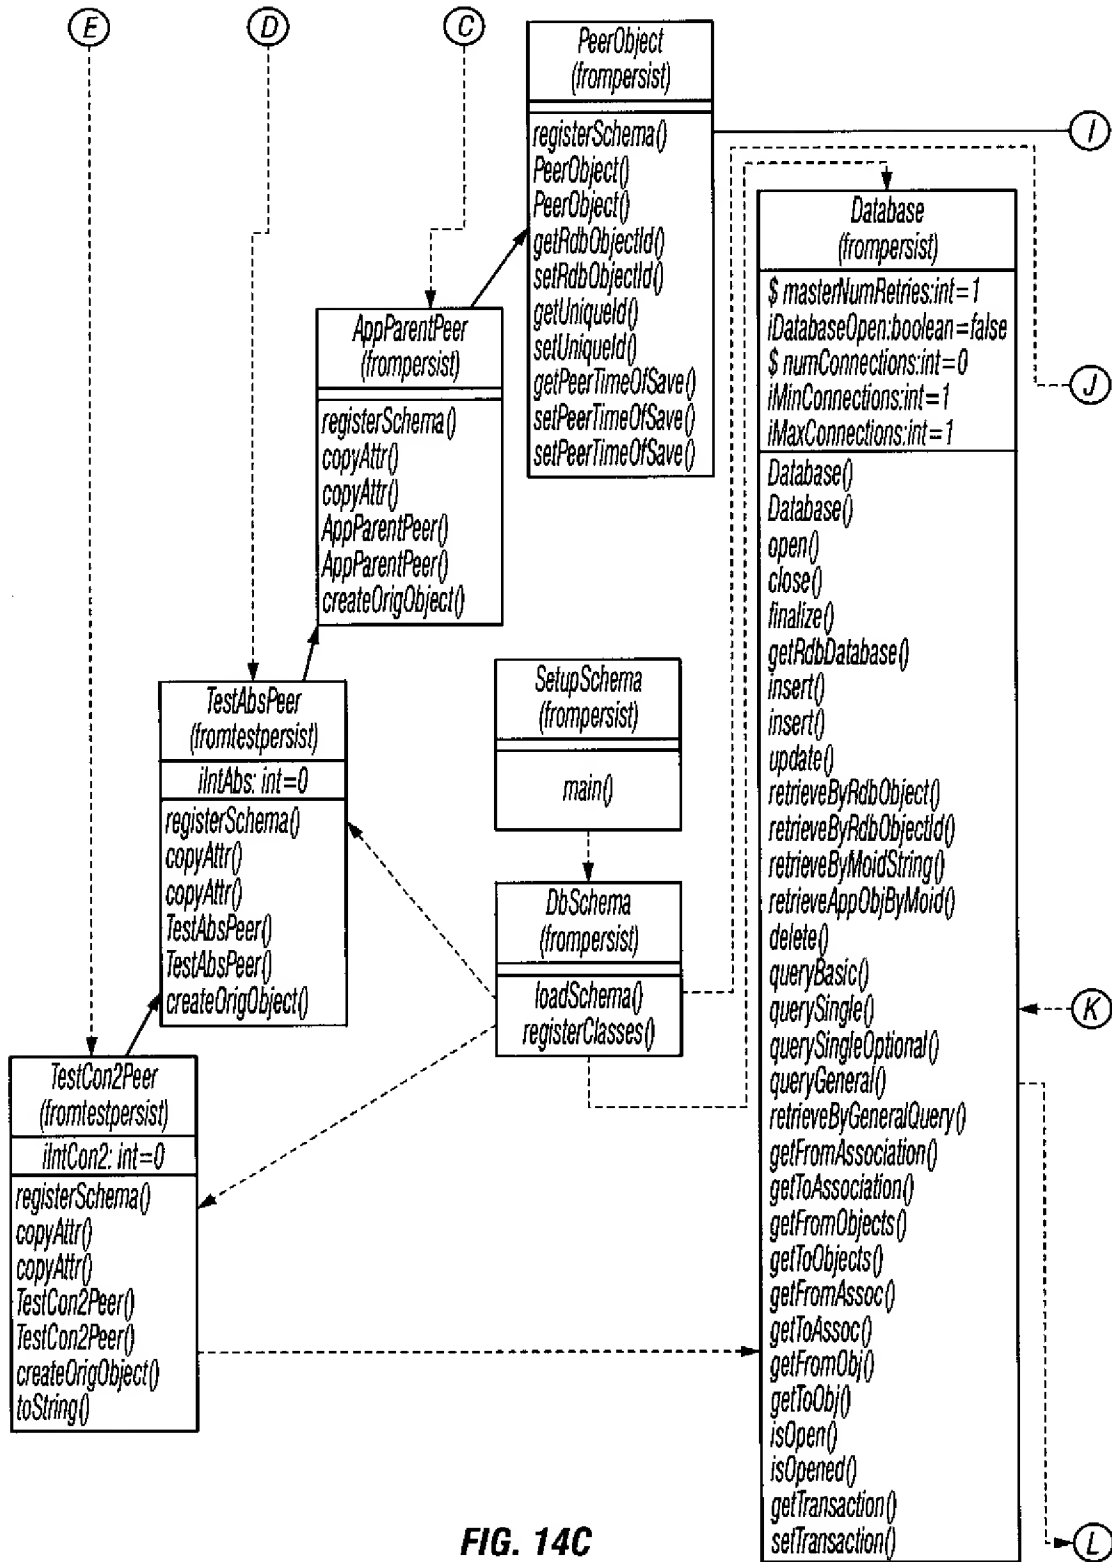 E
D
C
PeerObject
(frompersist)
registerSchema()
PeerObject()
PeerObject()
getRdbObjectId()
setRdbObjectId()
getUniqueId()
setUniqueId()
getPeerTimeOfSave()
setPeerTimeOfSave()
setPeerTimeOfSave()
I
J
AppParentPeer
(frompersist)
registerSchema()
copyAttr()
copyAttr()
AppParentPeer()
AppParentPeer()
createOrigObject()
TestAbsPeer
(fromtestpersist)
iIntAbs: int=0
registerSchema()
copyAttr()
copyAttr()
TestAbsPeer()
TestAbsPeer()
createOrigObject()
SetupSchema
(frompersist)
main()
DbSchema
(frompersist)
loadSchema()
registerClasses()
TestCon2Peer
(fromtestpersist)
iIntCon2: int=0
registerSchema()
copyAttr()
copyAttr()
TestCon2Peer()
TestCon2Peer()
createOrigObject()
toString()
Database
(frompersist)
$ masterNumRetries:int=1
iDatabaseOpen:boolean=false
$ numConnections:int=0
iMinConnections:int=1
iMaxConnections:int=1
Database()
Database()
open()
close()
finalize()
getRdbDatabase()
insert()
insert()
update()
retrieveByRdbObject()
retrieveByRdbObjectId()
retrieveByMoidString()
retrieveAppObjByMoid()
delete()
queryBasic()
querySingle()
querySingleOptional()
queryGeneral()
retrieveByGeneralQuery()
getFromAssociation()
getToAssociation()
getFromObjects()
getToObjects()
getFromAssoc()
getToAssoc()
getFromObj()
getToObj()
isOpen()
isOpened()
getTransaction()
setTransaction()
K
L
FIG. 14C